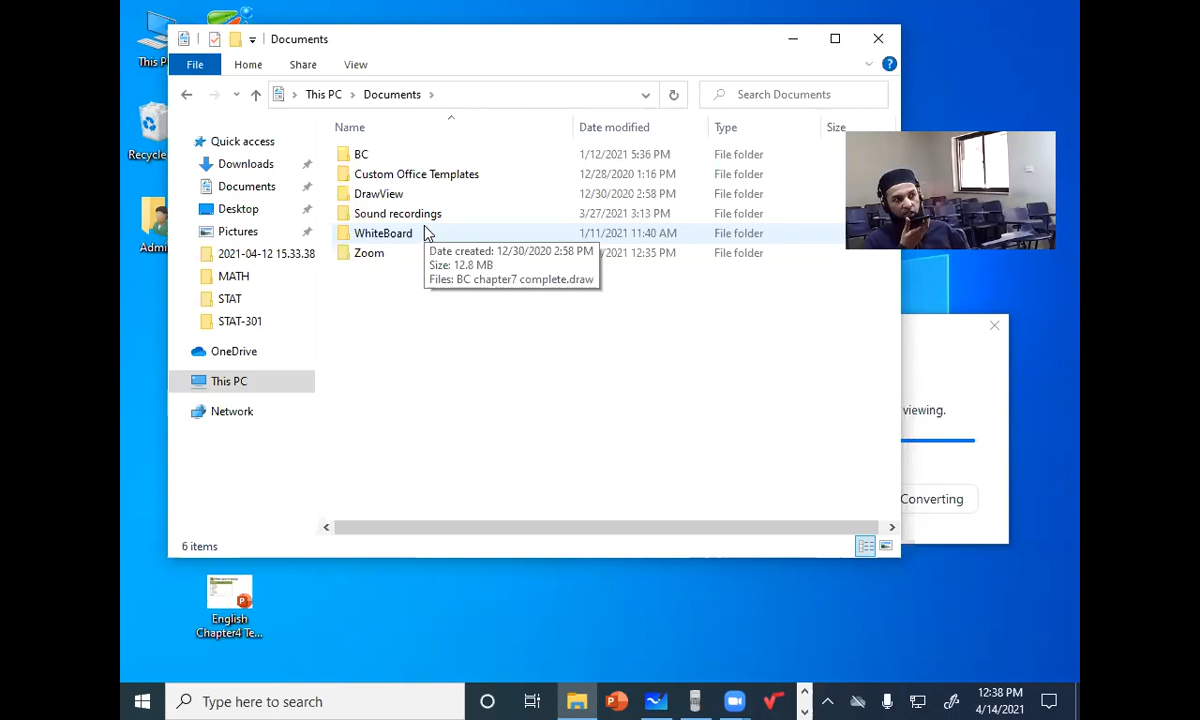 Documents
File
Home
Share
View
This PC
Documents
Search Documents
Name
Date modified
Type
Size
Quick access
Downloads
Documents
Desktop
Pictures
2021-04-12 15.33.38
MATH
STAT
STAT-301
OneDrive
This PC
Network
BC 1/12/2021 5:36 PM File folder
Custom Office Templates 12/28/2020 1:16 PM File folder
DrawView 12/30/2020 2:58 PM File folder
Sound recordings 3/27/2021 3:13 PM File folder
WhiteBoard 1/11/2021 11:40 AM File folder
Zoom /2021 12:35 PM File folder
Date created: 12/30/2020 2:58 PM
Size: 12.8 MB
Files: BC chapter7 complete.draw
6 items
This P
Recycle
Admi
viewing.
Converting
English
Chapter4 Te...
Type here to search
12:38 PM
4/14/2021